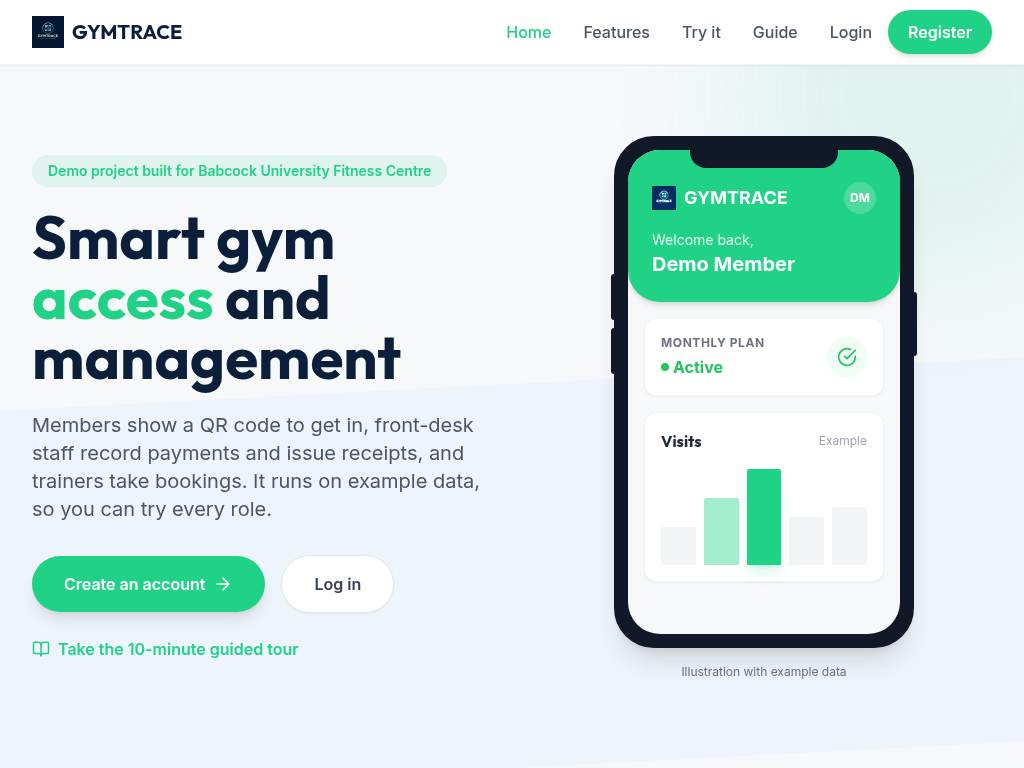 GYMTRACE
Home
Features
Try it
Guide
Login
Register
Demo project built for Babcock University Fitness Centre
Smart gym
access and
management
Members show a QR code to get in, front-desk
staff record payments and issue receipts, and
trainers take bookings. It runs on example data,
so you can try every role.
Create an account
Log in
Take the 10-minute guided tour
GYMTRACE
DM
Welcome back,
Demo Member
MONTHLY PLAN
Active
Visits
Example
Illustration with example data